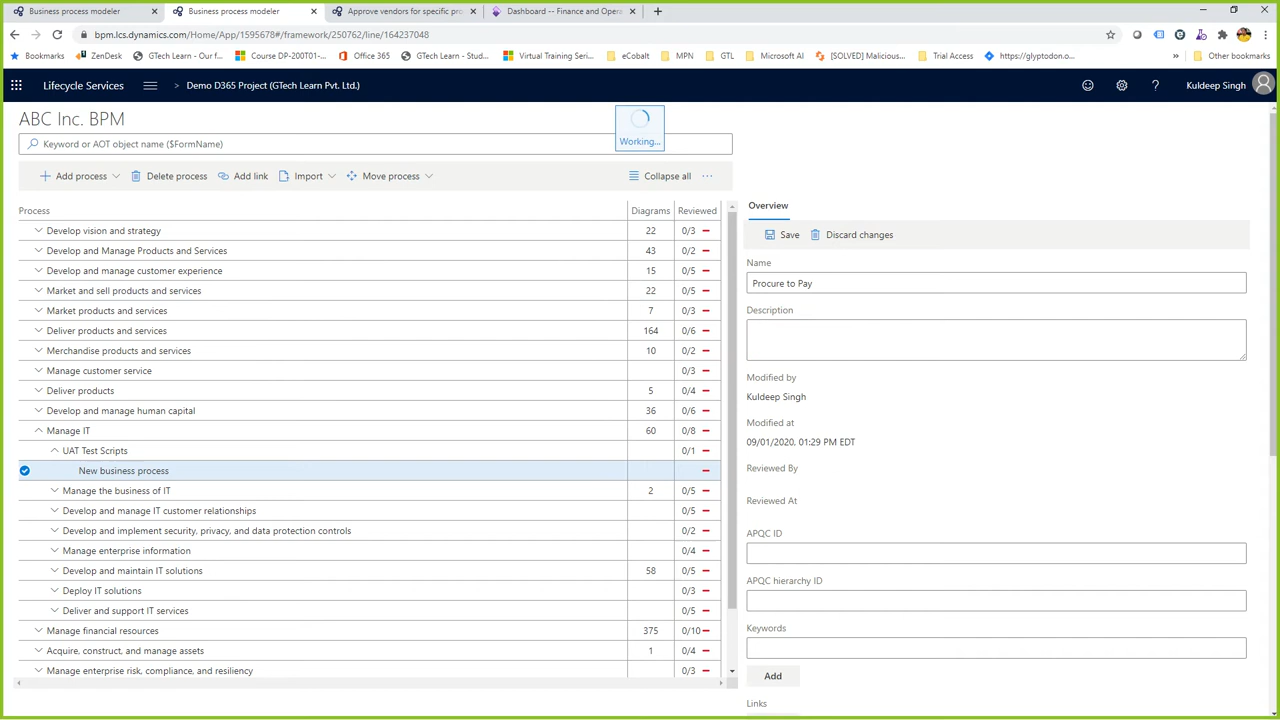 Business process modeler
Business process modeler
Approve vendors for specific pro
Dashboard -- Finance and Opera
bpm.lcs.dynamics.com/Home/App/1595678#/framework/250762/line/164237048
Bookmarks
ZenDesk
GTech Learn - Our f...
Course DP-200T01-...
Office 365
GTech Learn - Stud...
Virtual Training Seri...
eCobalt
MPN
GTL
Microsoft AI
[SOLVED] Malicious...
Trial Access
https://glyptodon.o...
»
Other bookmarks
Lifecycle Services
> Demo D365 Project (GTech Learn Pvt. Ltd.)
Kuldeep Singh
ABC Inc. BPM
Working...
Keyword or AOT object name ($FormName)
Add process
Delete process
Add link
Import
Move process
Collapse all
...
Process Diagrams Reviewed
Develop vision and strategy 22 0/3
Develop and Manage Products and Services 43 0/2
Develop and manage customer experience 15 0/5
Market and sell products and services 22 0/5
Market products and services 7 0/3
Deliver products and services 164 0/6
Merchandise products and services 10 0/2
Manage customer service 0/3
Deliver products 5 0/4
Develop and manage human capital 36 0/6
Manage IT 60 0/8
UAT Test Scripts 0/1
New business process
Manage the business of IT 2 0/5
Develop and manage IT customer relationships 0/5
Develop and implement security, privacy, and data protection controls 0/2
Manage enterprise information 0/4
Develop and maintain IT solutions 58 0/5
Deploy IT solutions 0/3
Deliver and support IT services 0/5
Manage financial resources 375 0/10
Acquire, construct, and manage assets 1 0/4
Manage enterprise risk, compliance, and resiliency 0/3
Overview
Save
Discard changes
Name
Procure to Pay
Description
Modified by
Kuldeep Singh
Modified at
09/01/2020, 01:29 PM EDT
Reviewed By
Reviewed At
APQC ID
APQC hierarchy ID
Keywords
Add
Links